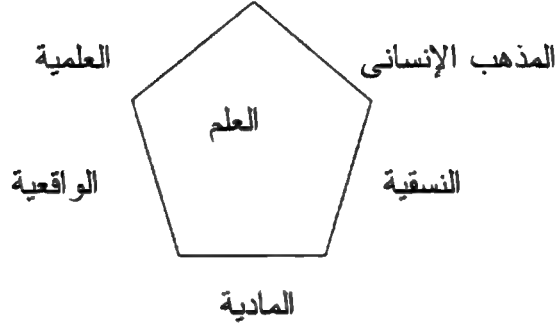 المذهب الإنسانى
العلمية
العلم
النسقية
الواقعية
المادية